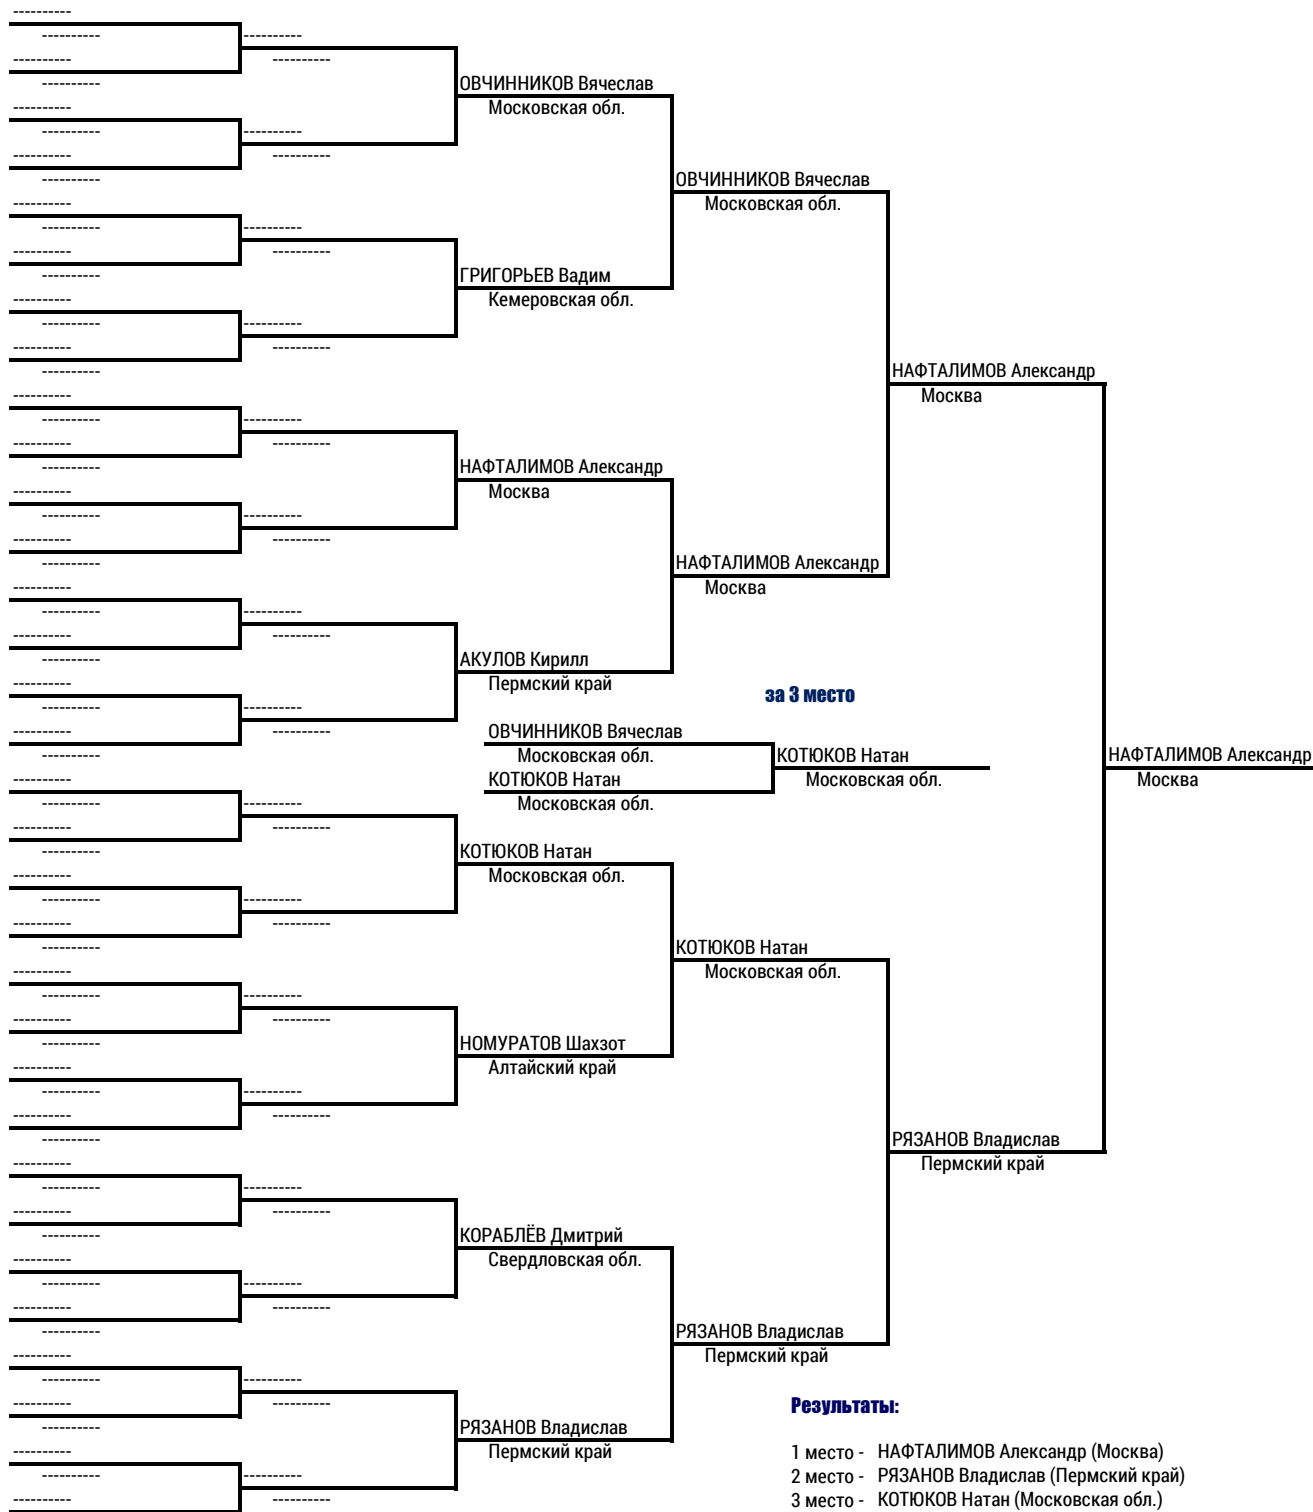 ОВЧИННИКОВ Вячеслав
Московская обл.
ОВЧИННИКОВ Вячеслав
Московская обл.
ГРИГОРЬЕВ Вадим
Кемеровская обл.
НАФТАЛИМОВ Александр
Москва
НАФТАЛИМОВ Александр
Москва
НАФТАЛИМОВ Александр
Москва
АКУЛОВ Кирилл
Пермский край
за 3 место
ОВЧИННИКОВ Вячеслав
Московская обл.
КОТЮКОВ Натан
Московская обл.
КОТЮКОВ Натан
Московская обл.
НАФТАЛИМОВ Александр
Москва
КОТЮКОВ Натан
Московская обл.
КОТЮКОВ Натан
Московская обл.
НОМУРАТОВ Шахзот
Алтайский край
РЯЗАНОВ Владислав
Пермский край
КОРАБЛЁВ Дмитрий
Свердловская обл.
РЯЗАНОВ Владислав
Пермский край
РЯЗАНОВ Владислав
Пермский край
Результаты:
1 место - НАФТАЛИМОВ Александр (Москва)
2 место - РЯЗАНОВ Владислав (Пермский край)
3 место - КОТЮКОВ Натан (Московская обл.)